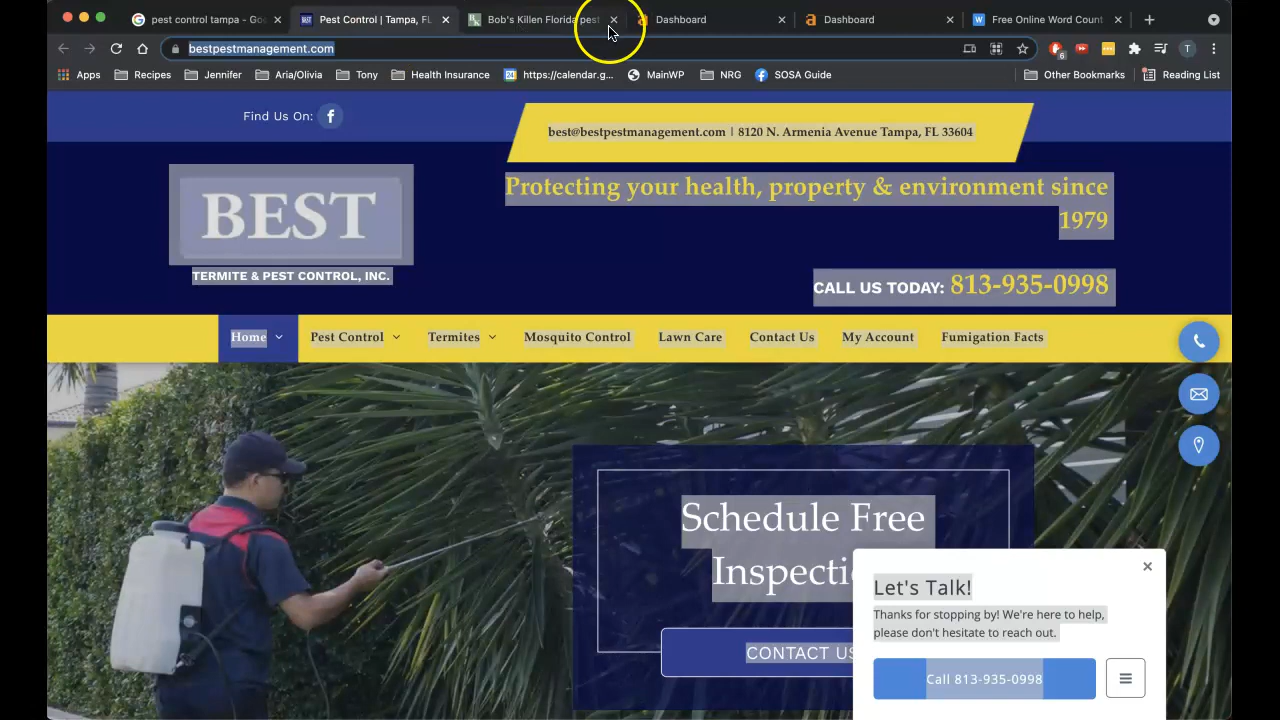 pest control tampa - Goo
Pest Control | Tampa, FL
Bob's Killen Florida pest
Dashboard
Dashboard
Free Online Word Count
bestpestmanagement.com
6
T
Apps
Recipes
Jennifer
Aria/Olivia
Tony
Health Insurance
https://calendar.g...
MainWP
NRG
SOSA Guide
Other Bookmarks
Reading List
Find Us On:
best@bestpestmanagement.com | 8120 N. Armenia Avenue Tampa, FL 33604
BEST
TERMITE & PEST CONTROL, INC.
Protecting your health, property & environment since
1979
CALL US TODAY: 813-935-0998
Home
Pest Control
Termites
Mosquito Control
Lawn Care
Contact Us
My Account
Fumigation Facts
Schedule Free
Inspecti
CONTACT US
Let's Talk!
Thanks for stopping by! We're here to help,
please don't hesitate to reach out.
Call 813-935-0998